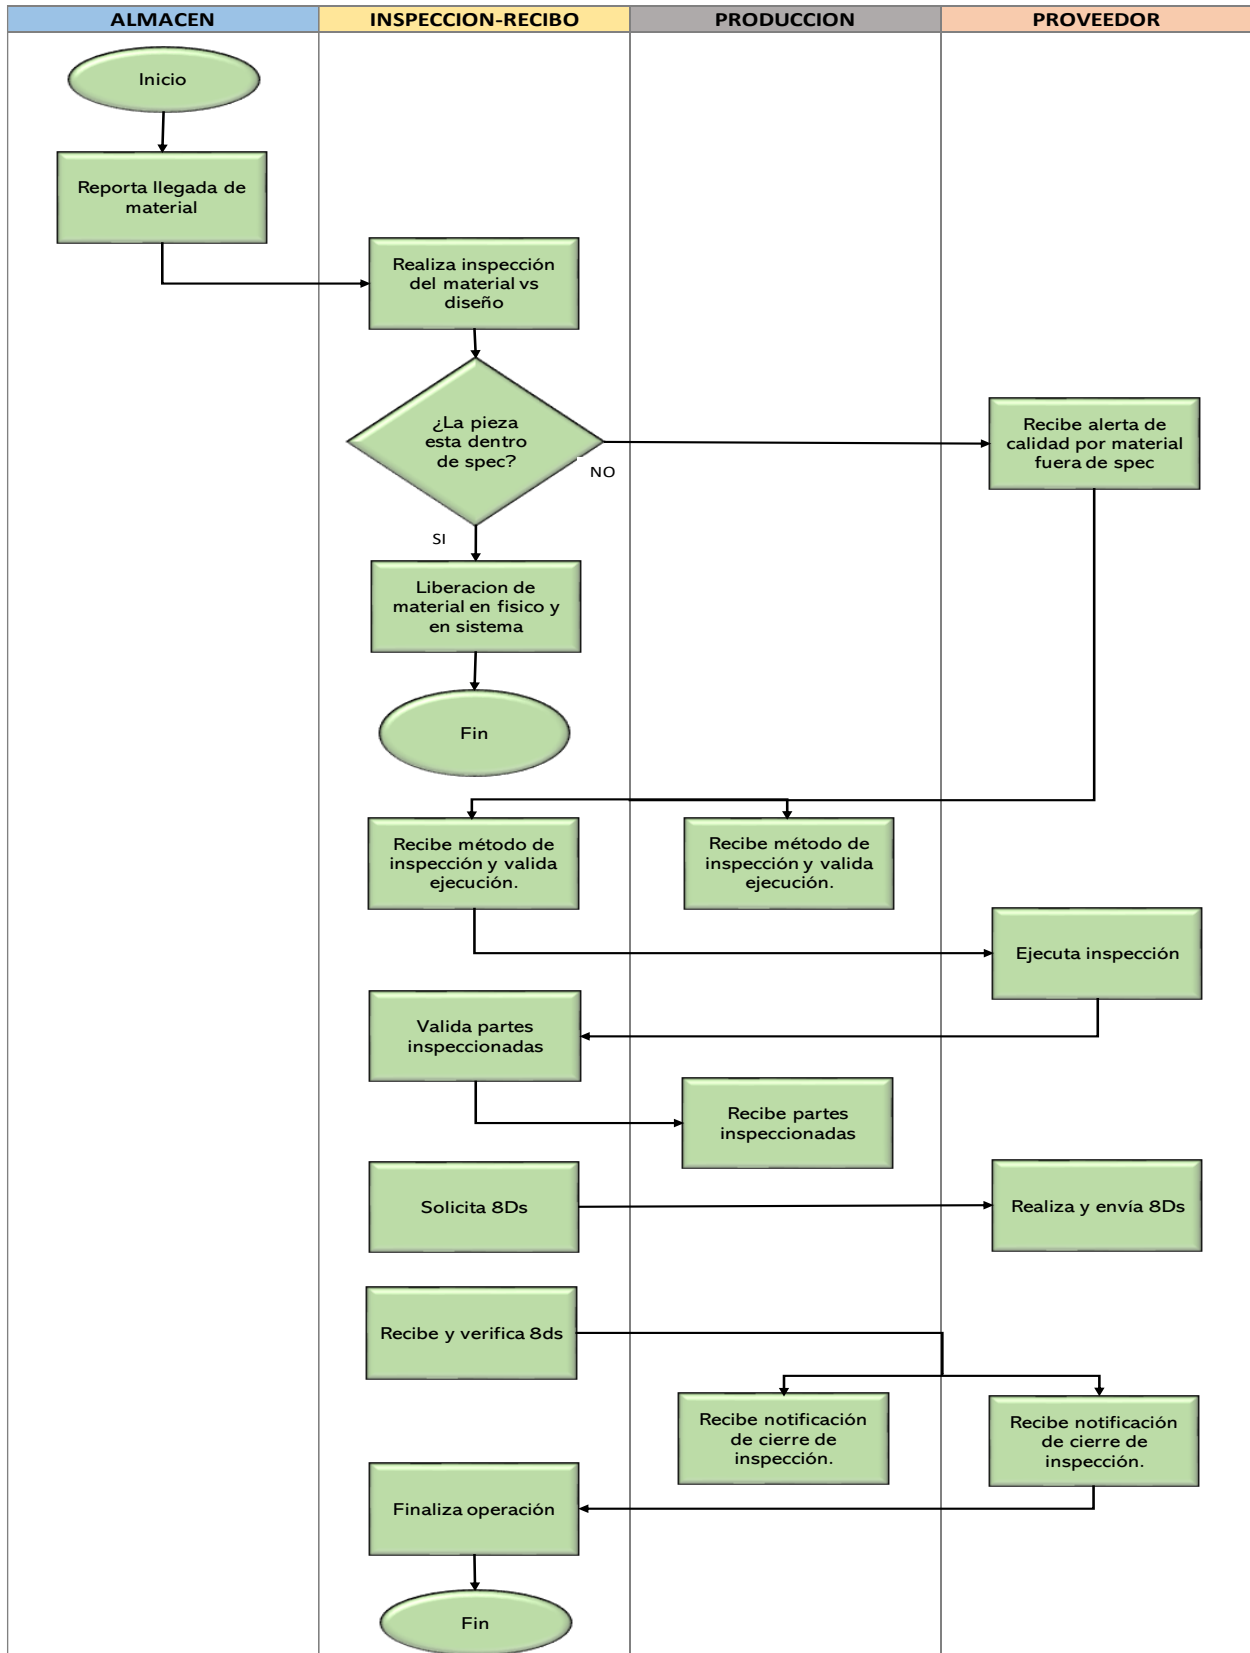 ALMACEN
INSPECCION-RECIBO
PRODUCCION
PROVEEDOR
Inicio
Reporta llegada de
material
Realiza inspección
del material vs
diseño
¿La pieza
esta dentro
de spec?
NO
Recibe alerta de
calidad por material
fuera de spec
SI
Liberacion de
material en fisico y
en sistema
Fin
Recibe método de
inspección y valida
ejecución.
Recibe método de
inspección y valida
ejecución.
Ejecuta inspección
Valida partes
inspeccionadas
Recibe partes
inspeccionadas
Solicita 8Ds
Realiza y envía 8Ds
Recibe y verifica 8ds
Recibe notificación
de cierre de
inspección.
Recibe notificación
de cierre de
inspección.
Finaliza operación
Fin